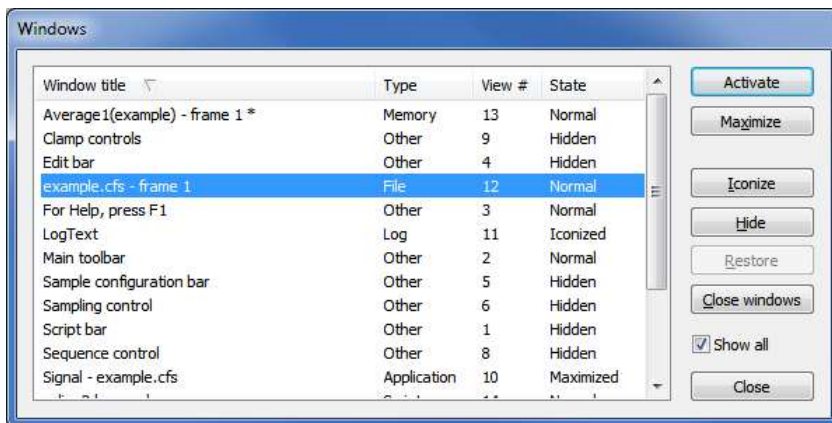 Windows
Window title Type View # State
Average1(example) - frame 1 * Memory 13 Normal
Clamp controls Other 9 Hidden
Edit bar Other 4 Hidden
example.cfs - frame 1 File 12 Normal
For Help, press F1 Other 3 Normal
LogText Log 11 Iconized
Main toolbar Other 2 Normal
Sample configuration bar Other 5 Hidden
Sampling control Other 6 Hidden
Script bar Other 1 Hidden
Sequence control Other 8 Hidden
Signal - example.cfs Application 10 Maximized
Activate
Maximize
Iconize
Hide
Restore
Close windows
Show all
Close